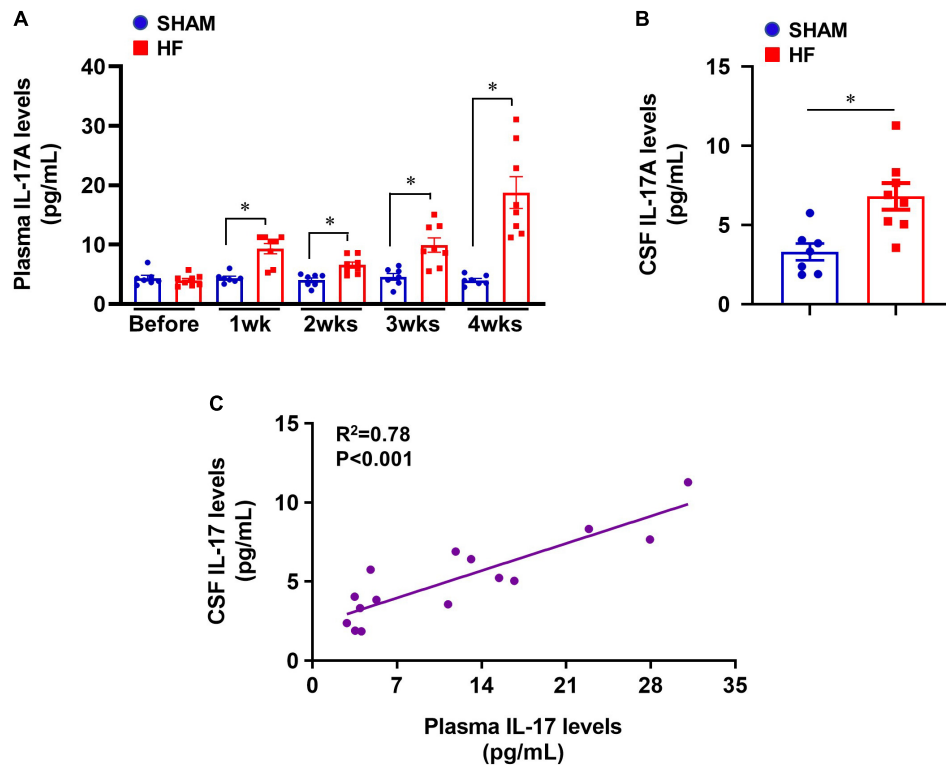 A
SHAM
HF
Plasma IL-17A levels
(pg/mL)
40
30
20
10
0
*
*
*
*
Before
1wk
2wks
3wks
4wks
B
SHAM
HF
CSF IL-17A levels
(pg/mL)
15
10
5
0
*
C
R²=0.78
P<0.001
CSF IL-17 levels
(pg/mL)
15
10
5
0
0
7
14
21
28
35
Plasma IL-17 levels
(pg/mL)